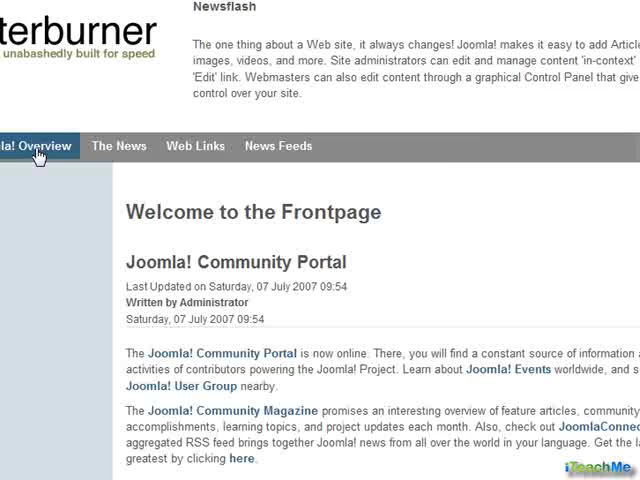 Newsflash
terburner
unabashedly built for speed
The one thing about a Web site, it always changes! Joomla! makes it easy to add Article
images, videos, and more. Site administrators can edit and manage content 'in-context'
'Edit' link. Webmasters can also edit content through a graphical Control Panel that give
control over your site.
la! Overview The News Web Links News Feeds
Welcome to the Frontpage
Joomla! Community Portal
Last Updated on Saturday, 07 July 2007 09:54
Written by Administrator
Saturday, 07 July 2007 09:54
The Joomla! Community Portal is now online. There, you will find a constant source of information
activities of contributors powering the Joomla! Project. Learn about Joomla! Events worldwide, and s
Joomla! User Group nearby.
The Joomla! Community Magazine promises an interesting overview of feature articles, community
accomplishments, learning topics, and project updates each month. Also, check out JoomlaConnec
aggregated RSS feed brings together Joomla! news from all over the world in your language. Get the la
greatest by clicking here.
iTeachMe